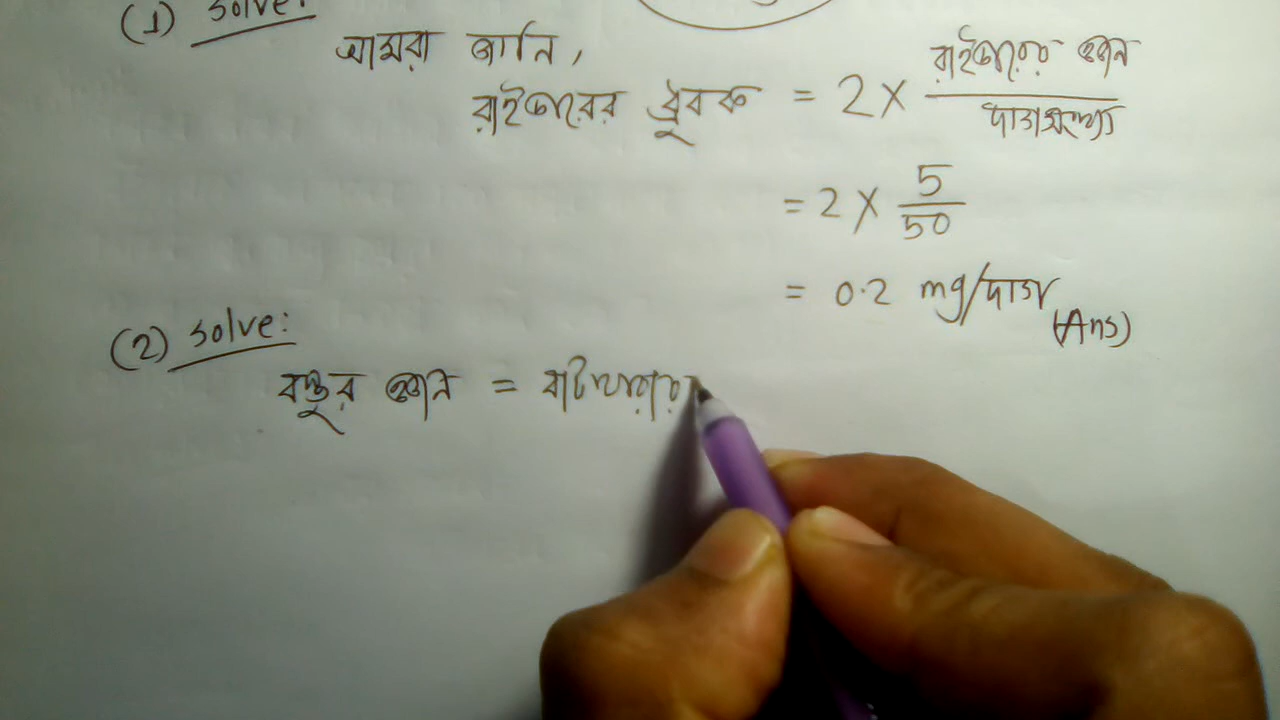 (1) Solve:
আমরা জানি,
রাইডারের ধ্রুবক = 2 × রাইডারের ওজন / দাগসংখ্যা
= 2 × 5 / 50
= 0.2 mg/দাগ (Ans)
(2) Solve:
বস্তুর ওজন = বাটখারার